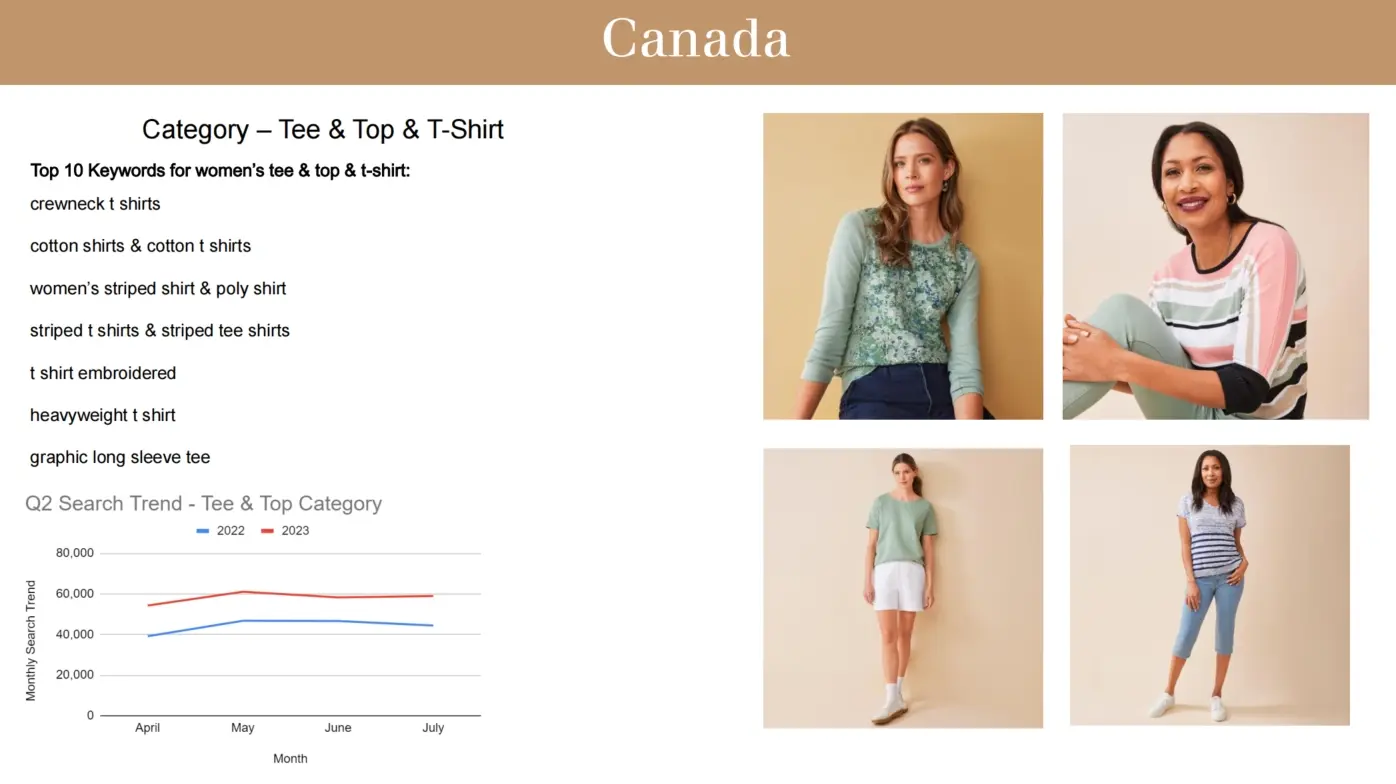 Canada
Category – Tee & Top & T-Shirt
Top 10 Keywords for women's tee & top & t-shirt:
crewneck t shirts
cotton shirts & cotton t shirts
women's striped shirt & poly shirt
striped t shirts & striped tee shirts
t shirt embroidered
heavyweight t shirt
graphic long sleeve tee
Q2 Search Trend - Tee & Top Category
2022 2023
Monthly Search Trend
80,000
60,000
40,000
20,000
0
April May June July
Month